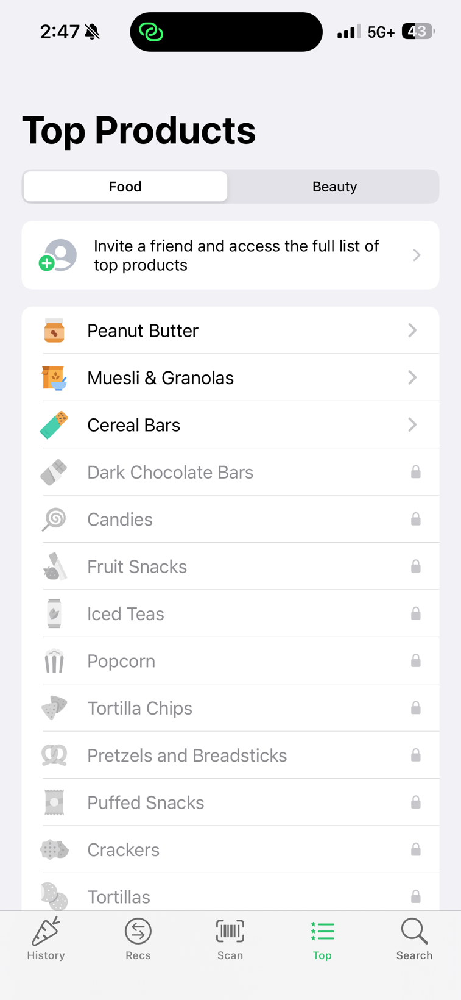 2:47
5G+
43
Top Products
Food
Beauty
Invite a friend and access the full list of
top products
Peanut Butter
Muesli & Granolas
Cereal Bars
Dark Chocolate Bars
Candies
Fruit Snacks
Iced Teas
Popcorn
Tortilla Chips
Pretzels and Breadsticks
Puffed Snacks
Crackers
Tortillas
History
Recs
Scan
Top
Search